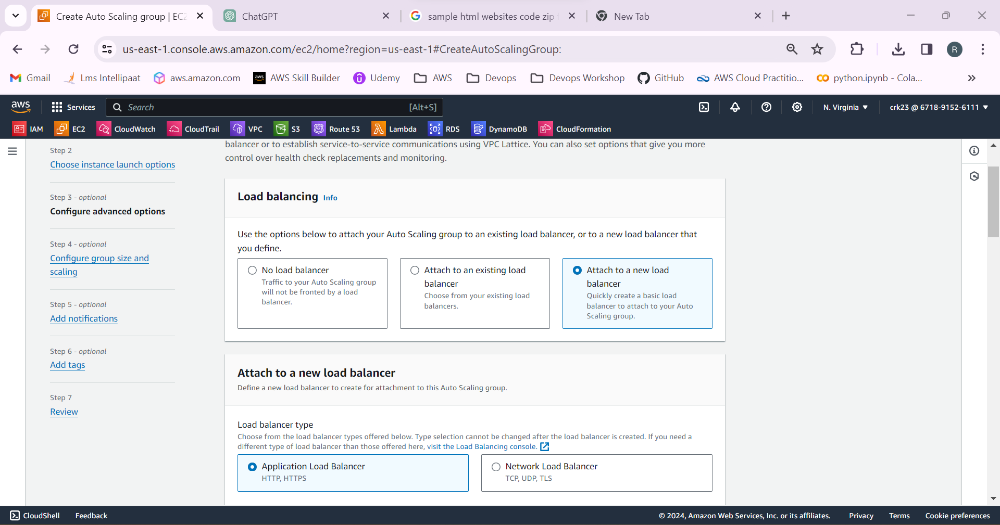 Create Auto Scaling group | EC2
ChatGPT
sample html websites code zip f
New Tab
us-east-1.console.aws.amazon.com/ec2/home?region=us-east-1#CreateAutoScalingGroup:
R
Gmail
Lms Intellipaat
aws.amazon.com
aws
AWS Skill Builder
Udemy
AWS
Devops
Devops Workshop
GitHub
AWS Cloud Practitio...
python.ipynb - Cola...
aws
Services
Search
[Alt+S]
N. Virginia
crk23 @ 6718-9152-6111
IAM
EC2
CloudWatch
CloudTrail
VPC
S3
Route 53
Lambda
RDS
DynamoDB
CloudFormation
Step 2
Choose instance launch options
Step 3 - optional
Configure advanced options
Step 4 - optional
Configure group size and
scaling
Step 5 - optional
Add notifications
Step 6 - optional
Add tags
Step 7
Review
balancer or to establish service-to-service communications using VPC Lattice. You can also set options that give you more
control over health check replacements and monitoring.
Load balancing Info
Use the options below to attach your Auto Scaling group to an existing load balancer, or to a new load balancer that
you define.
No load balancer
Traffic to your Auto Scaling group
will not be fronted by a load
balancer.
Attach to an existing load
balancer
Choose from your existing load
balancers.
Attach to a new load
balancer
Quickly create a basic load
balancer to attach to your Auto
Scaling group.
Attach to a new load balancer
Define a new load balancer to create for attachment to this Auto Scaling group.
Load balancer type
Choose from the load balancer types offered below. Type selection cannot be changed after the load balancer is created. If you need a
different type of load balancer than those offered here, visit the Load Balancing console.
Application Load Balancer
HTTP, HTTPS
Network Load Balancer
TCP, UDP, TLS
CloudShell
Feedback
© 2024, Amazon Web Services, Inc. or its affiliates.
Privacy
Terms
Cookie preferences